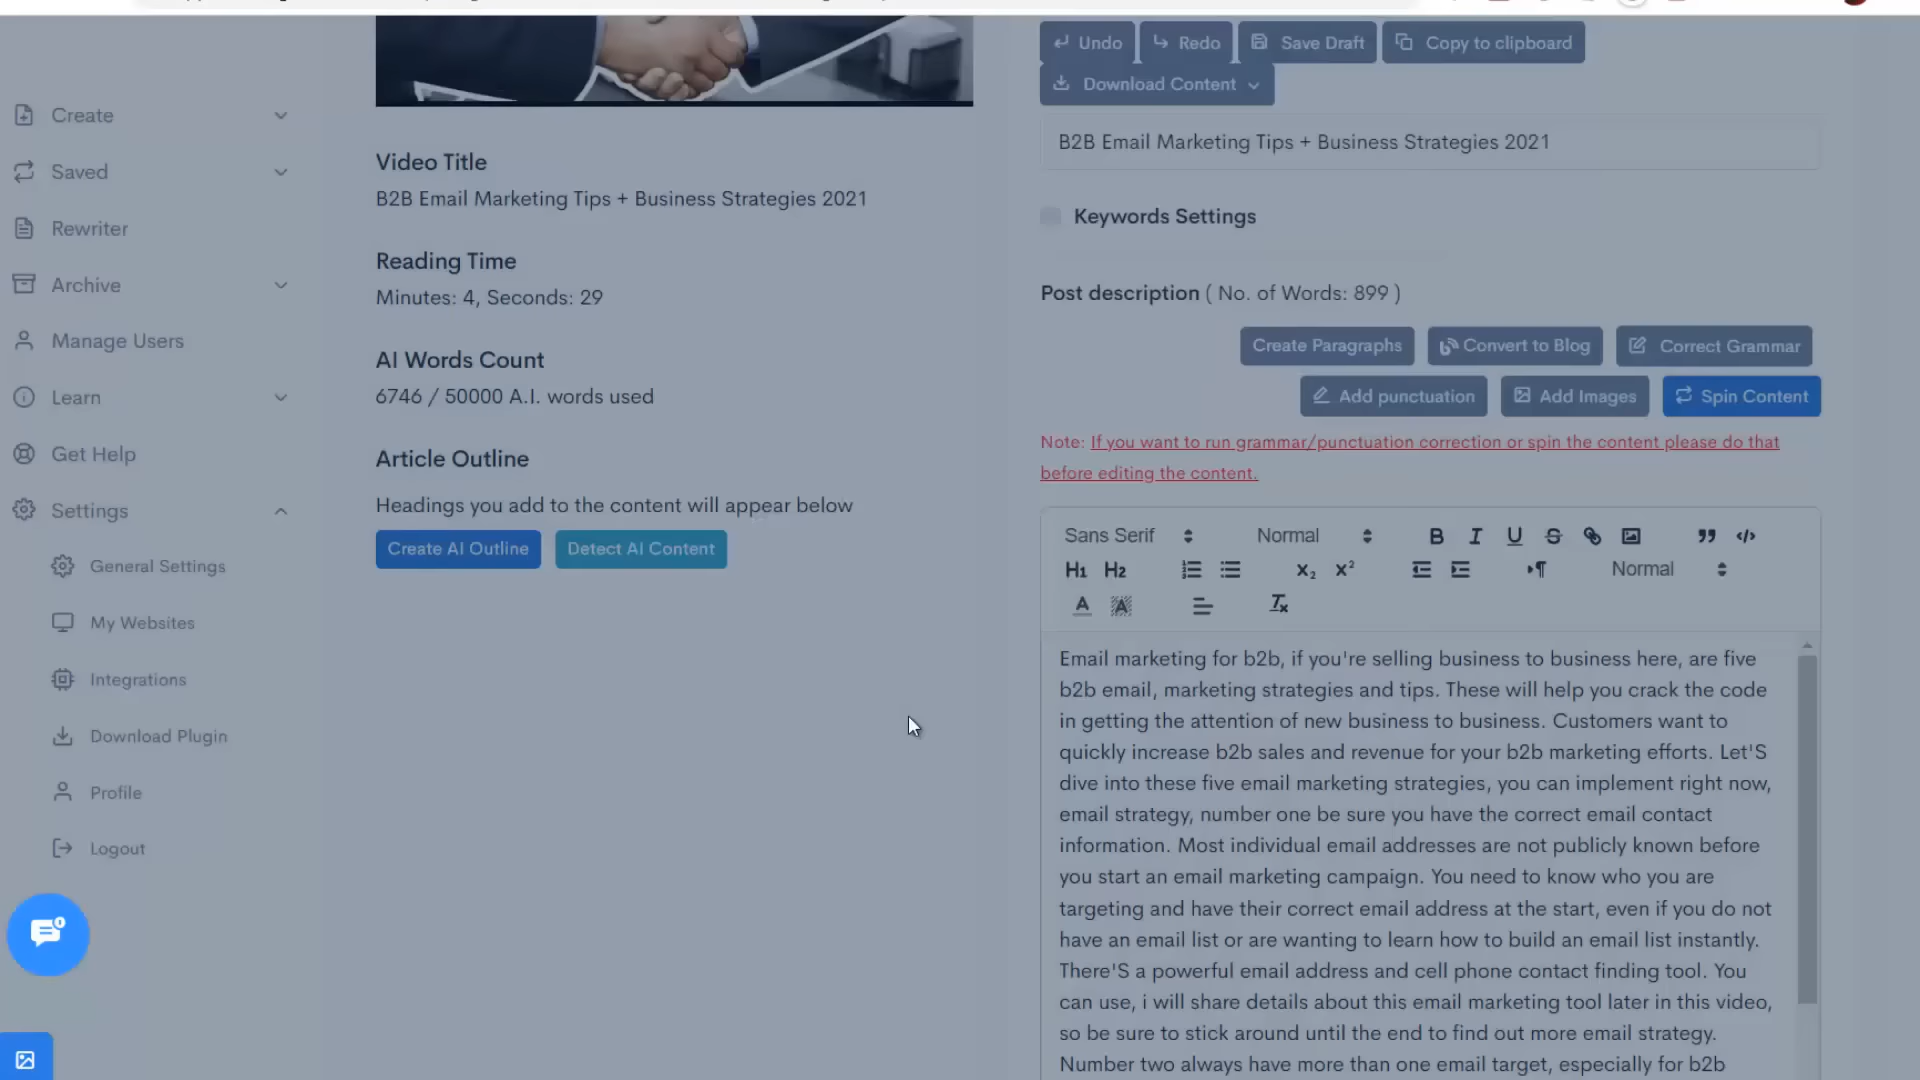 Create
Saved
Rewriter
Archive
Manage Users
Learn
Get Help
Settings
General Settings
My Websites
Integrations
Download Plugin
Profile
Logout
Video Title
B2B Email Marketing Tips + Business Strategies 2021
Reading Time
Minutes: 4, Seconds: 29
AI Words Count
6746 / 50000 A.I. words used
Article Outline
Headings you add to the content will appear below
Create AI Outline
Detect AI Content
Undo
Redo
Save Draft
Copy to clipboard
Download Content
B2B Email Marketing Tips + Business Strategies 2021
Keywords Settings
Post description ( No. of Words: 899 )
Create Paragraphs
Convert to Blog
Correct Grammar
Add punctuation
Add Images
Spin Content
Note: If you want to run grammar/punctuation correction or spin the content please do that
before editing the content.
Sans Serif
Normal
B I U S
H1 H2
X2 X2
Normal
A A
Tx
Email marketing for b2b, if you're selling business to business here, are five
b2b email, marketing strategies and tips. These will help you crack the code
in getting the attention of new business to business. Customers want to
quickly increase b2b sales and revenue for your b2b marketing efforts. Let'S
dive into these five email marketing strategies, you can implement right now,
email strategy, number one be sure you have the correct email contact
information. Most individual email addresses are not publicly known before
you start an email marketing campaign. You need to know who you are
targeting and have their correct email address at the start, even if you do not
have an email list or are wanting to learn how to build an email list instantly.
There'S a powerful email address and cell phone contact finding tool. You
can use, i will share details about this email marketing tool later in this video,
so be sure to stick around until the end to find out more email strategy.
Number two always have more than one email target, especially for b2b